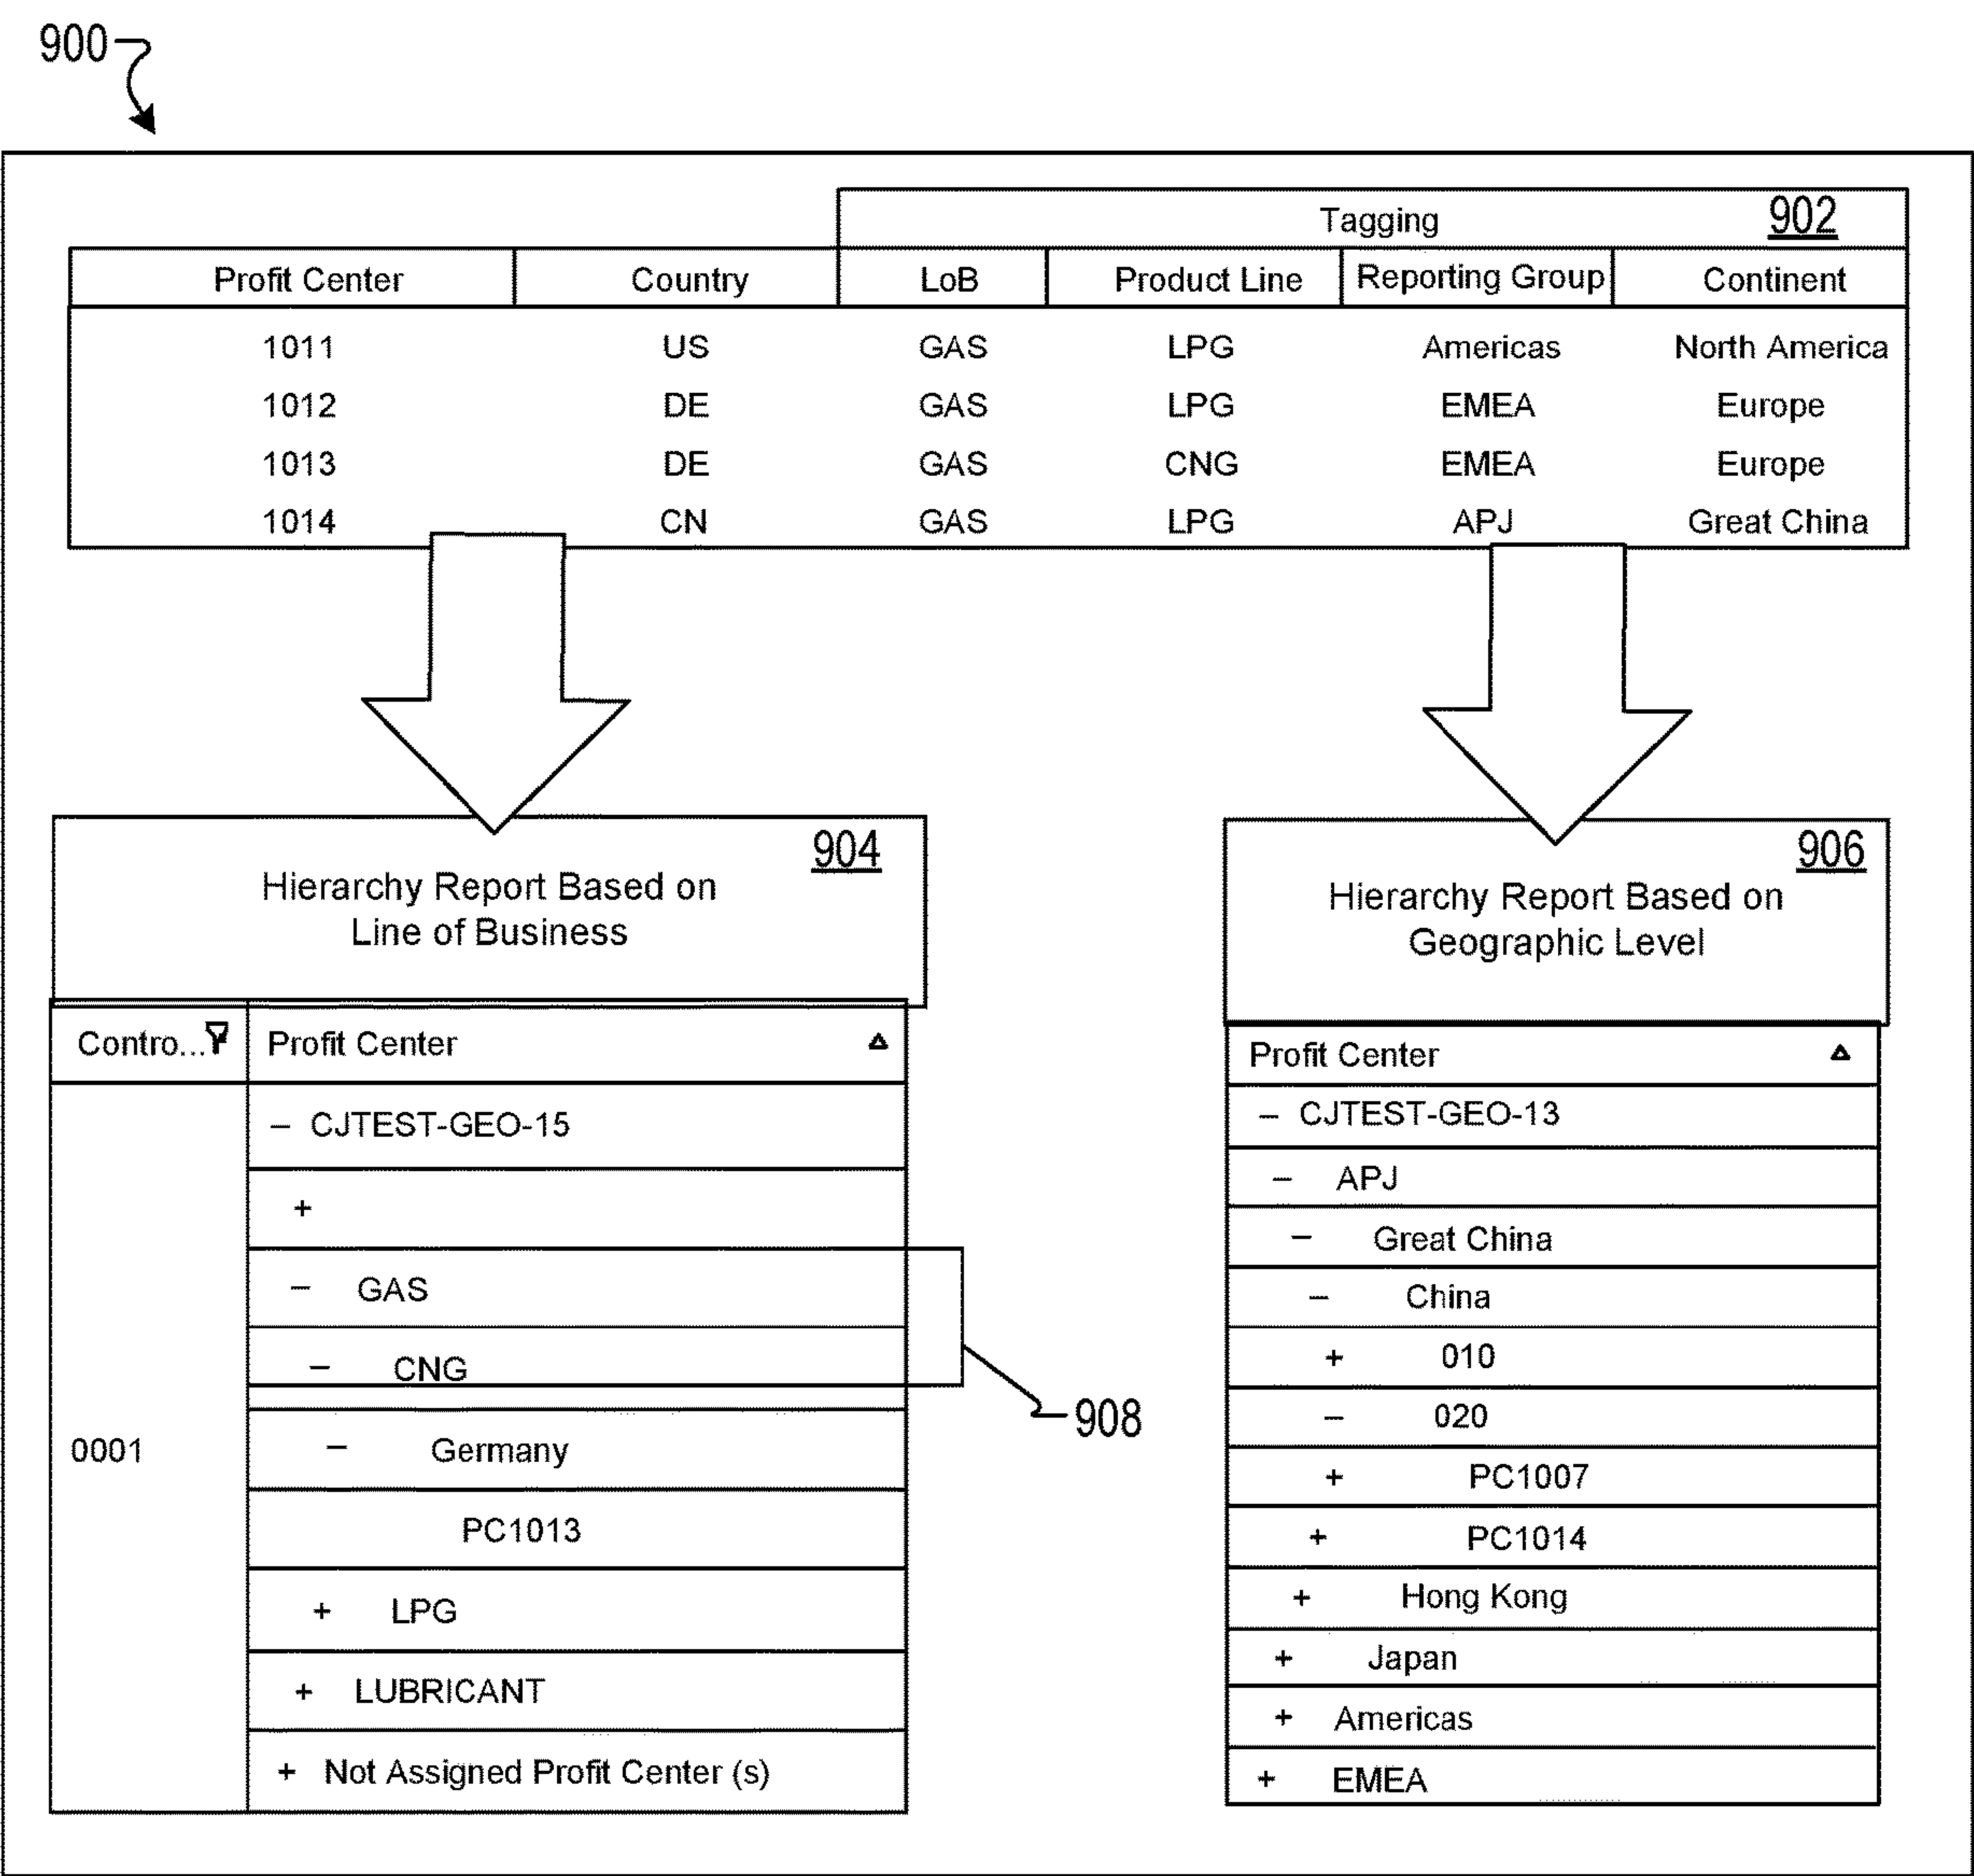 900
Tagging 902
Profit Center Country LoB Product Line Reporting Group Continent
1011 US GAS LPG Americas North America
1012 DE GAS LPG EMEA Europe
1013 DE GAS CNG EMEA Europe
1014 CN GAS LPG APJ Great China
904
Hierarchy Report Based on
Line of Business
Contro... Profit Center
0001
– CJTEST-GEO-15
+
– GAS
– CNG
– Germany
PC1013
+ LPG
+ LUBRICANT
+ Not Assigned Profit Center (s)
908
906
Hierarchy Report Based on
Geographic Level
Profit Center
– CJTEST-GEO-13
– APJ
– Great China
– China
+ 010
– 020
+ PC1007
+ PC1014
+ Hong Kong
+ Japan
+ Americas
+ EMEA